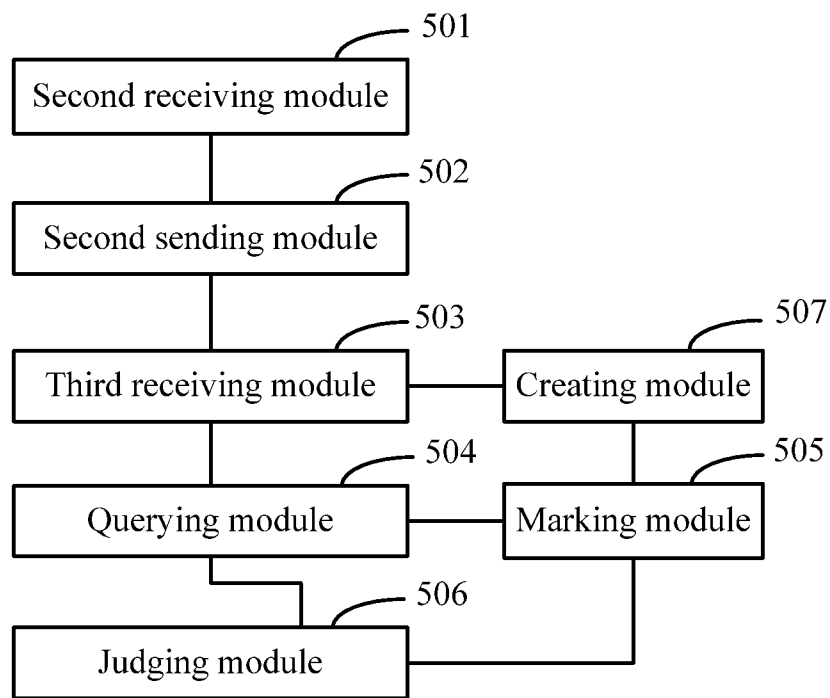 501
Second receiving module
502
Second sending module
503
Third receiving module
507
Creating module
504
Querying module
505
Marking module
506
Judging module